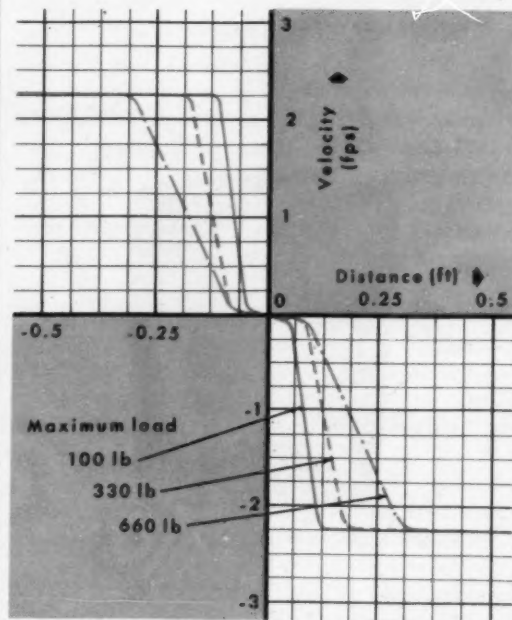 3
2
Velocity
(fps)
1
Distance (ft)
0
0.25
0.5
-0.5
-0.25
Maximum load
100 lb
330 lb
660 lb
-1
-2
-3